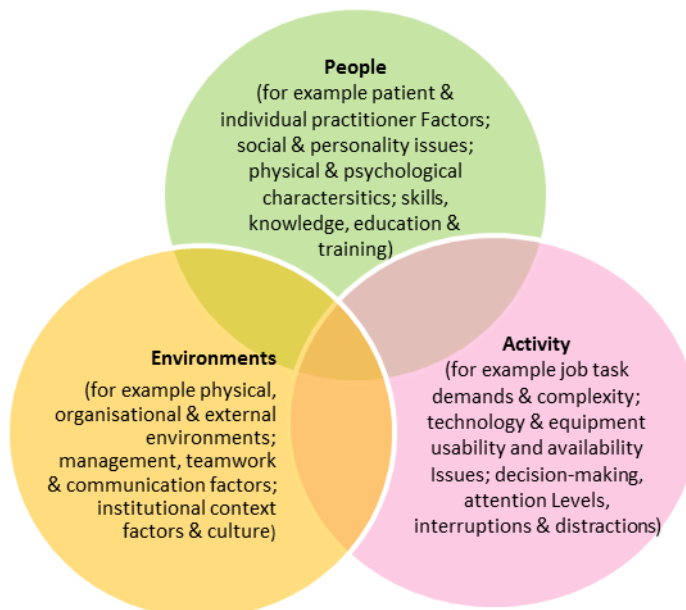 People
(for example patient &
individual practitioner Factors;
social & personality issues;
physical & psychological
charactersitics; skills,
knowledge, education &
training)
Environments
(for example physical,
organisational & external
environments;
management, teamwork
& communication factors;
institutional context
factors & culture)
Activity
(for example job task
demands & complexity;
technology & equipment
usability and availability
Issues; decision-making,
attention Levels,
interruptions & distractions)